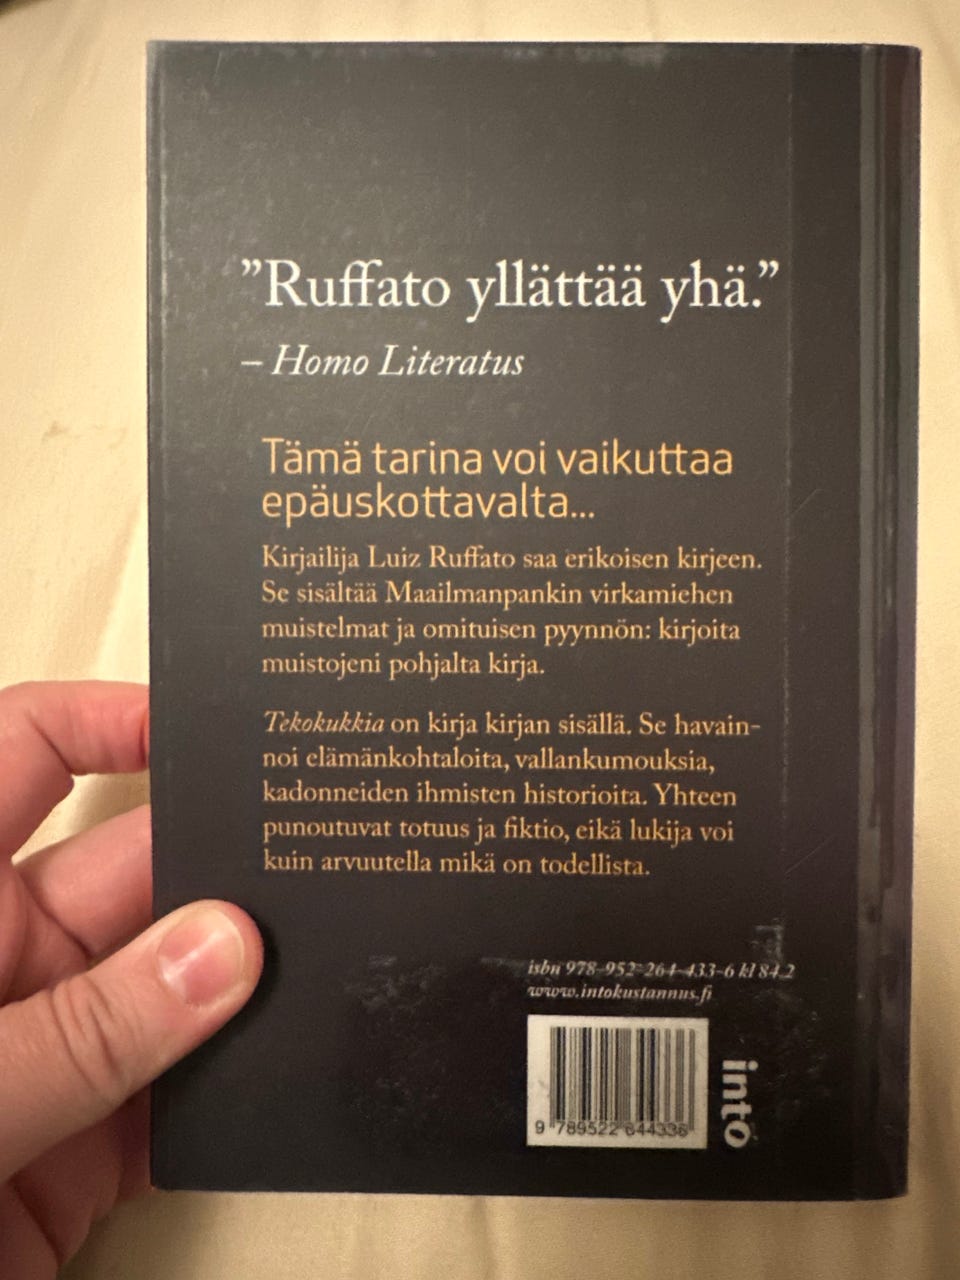 ”Ruffato yllättää yhä.”
– Homo Literatus
Tämä tarina voi vaikuttaa
epäuskottavalta...
Kirjailija Luiz Ruffato saa erikoisen kirjeen.
Se sisältää Maailmanpankin virkamiehen
muistelmat ja omituisen pyynnön: kirjoita
muistojeni pohjalta kirja.
Tekokukkia on kirja kirjan sisällä. Se havain-
noi elämänkohtaloita, vallankumouksia,
kadonneiden ihmisten historioita. Yhteen
punoutuvat totuus ja fiktio, eikä lukija voi
kuin arvuutella mikä on todellista.
isbn 978-952-264-433-6 kl 84.2
www.intokustannus.fi
9 789522 644336
into